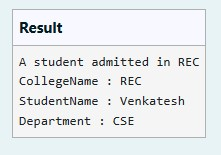 Result
A student admitted in REC
CollegeName : REC
StudentName : Venkatesh
Department : CSE